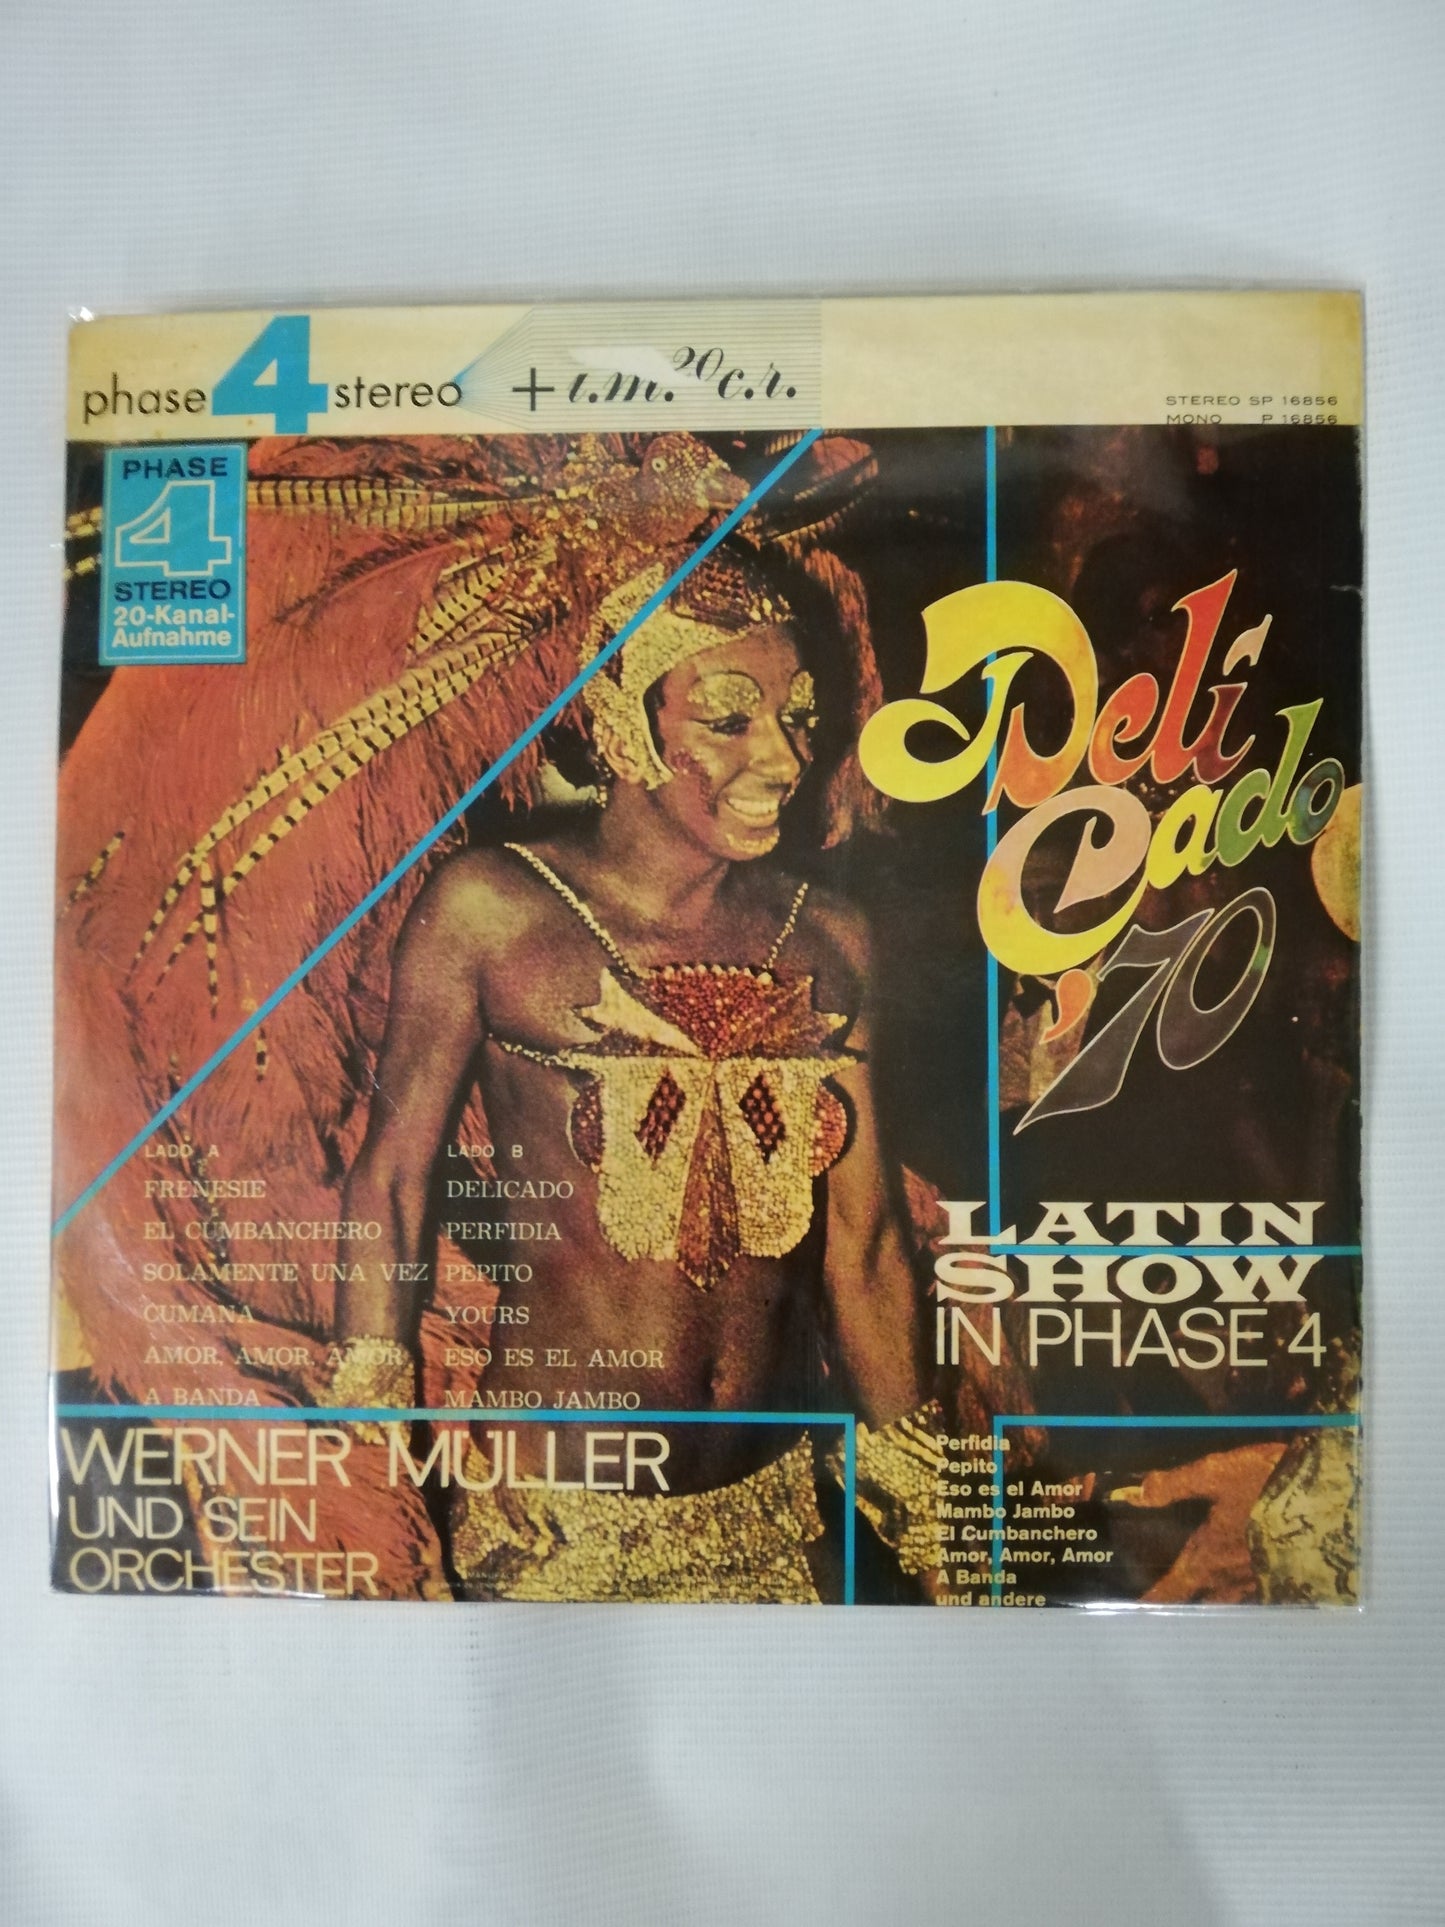 phase 4 stereo + i.m.20c.r.
STEREO SP 16856
MONO P 16856
PHASE
4
STEREO
20-Kanal-
Aufnahme
Deli
Cado
'70
LADO A
FRENESIE
EL CUMBANCHERO
SOLAMENTE UNA VEZ
CUMANA
AMOR, AMOR, AMOR
A BANDA
LADO B
DELICADO
PERFIDIA
PEPITO
YOURS
ESO ES EL AMOR
MAMBO JAMBO
LATIN
SHOW
IN PHASE 4
WERNER MÜLLER
UND SEIN
ORCHESTER
Perfidia
Pepito
Eso es el Amor
Mambo Jambo
El Cumbanchero
Amor, Amor, Amor
A Banda
und andere